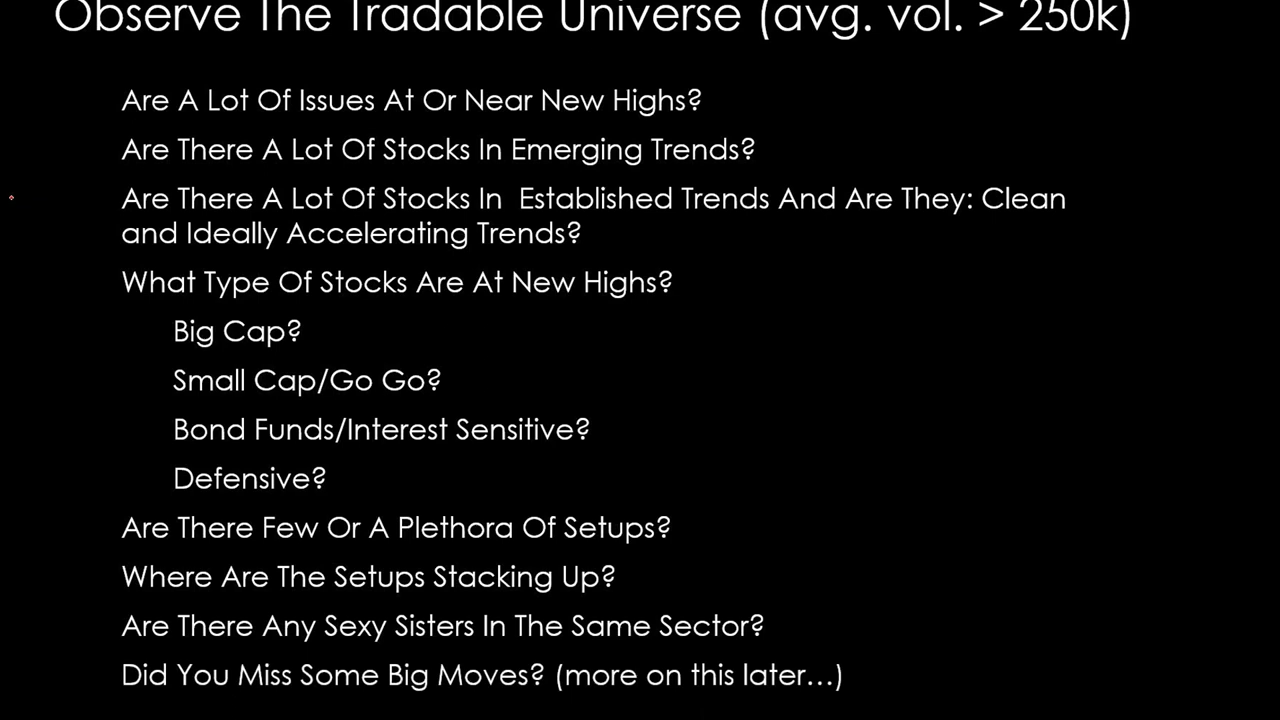 Observe The Tradable Universe (avg. vol. > 250k)
Are A Lot Of Issues At Or Near New Highs?
Are There A Lot Of Stocks In Emerging Trends?
Are There A Lot Of Stocks In  Established Trends And Are They: Clean
and Ideally Accelerating Trends?
What Type Of Stocks Are At New Highs?
Big Cap?
Small Cap/Go Go?
Bond Funds/Interest Sensitive?
Defensive?
Are There Few Or A Plethora Of Setups?
Where Are The Setups Stacking Up?
Are There Any Sexy Sisters In The Same Sector?
Did You Miss Some Big Moves? (more on this later...)